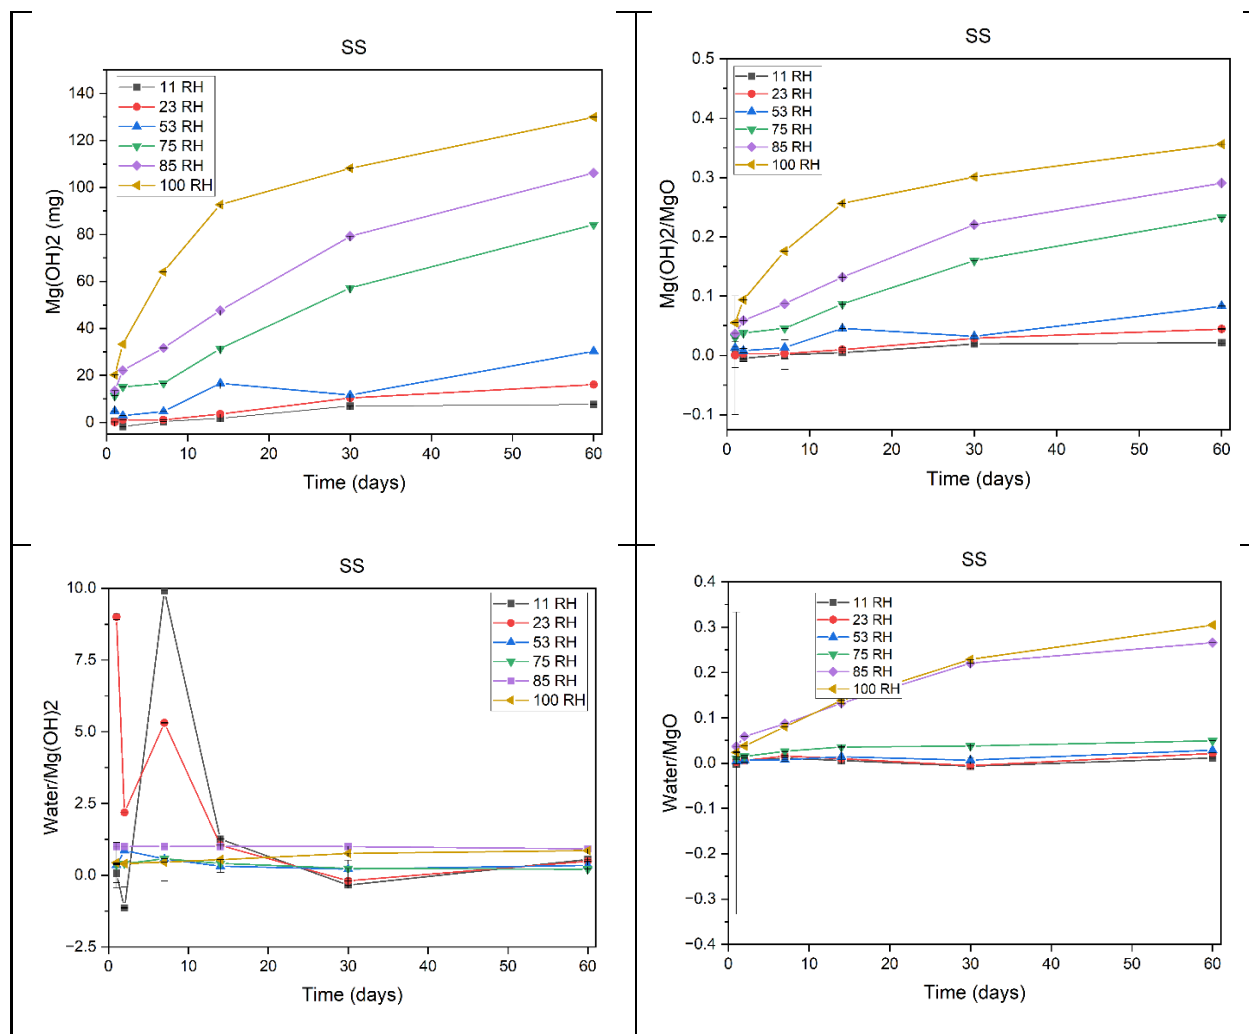 SS
Mg(OH)2 (mg)
140
120
100
80
60
40
20
0
11 RH
23 RH
53 RH
75 RH
85 RH
100 RH
0 10 20 30 40 50 60
Time (days)
SS
Mg(OH)2/MgO
0.5
0.4
0.3
0.2
0.1
0.0
−0.1
11 RH
23 RH
53 RH
75 RH
85 RH
100 RH
0 10 20 30 40 50 60
Time (days)
SS
Water/Mg(OH)2
10.0
7.5
5.0
2.5
0.0
−2.5
11 RH
23 RH
53 RH
75 RH
85 RH
100 RH
0 10 20 30 40 50 60
Time (days)
SS
Water/MgO
0.4
0.3
0.2
0.1
0.0
−0.1
−0.2
−0.3
−0.4
11 RH
23 RH
53 RH
75 RH
85 RH
100 RH
0 10 20 30 40 50 60
Time (days)